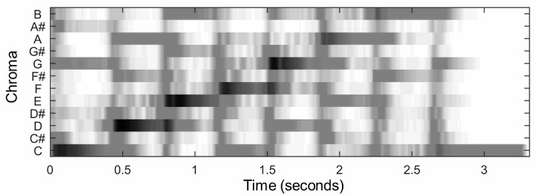 B
A#
A
G#
G
F#
F
E
D#
D
C#
C
Chroma
0 0.5 1 1.5 2 2.5 3
Time (seconds)